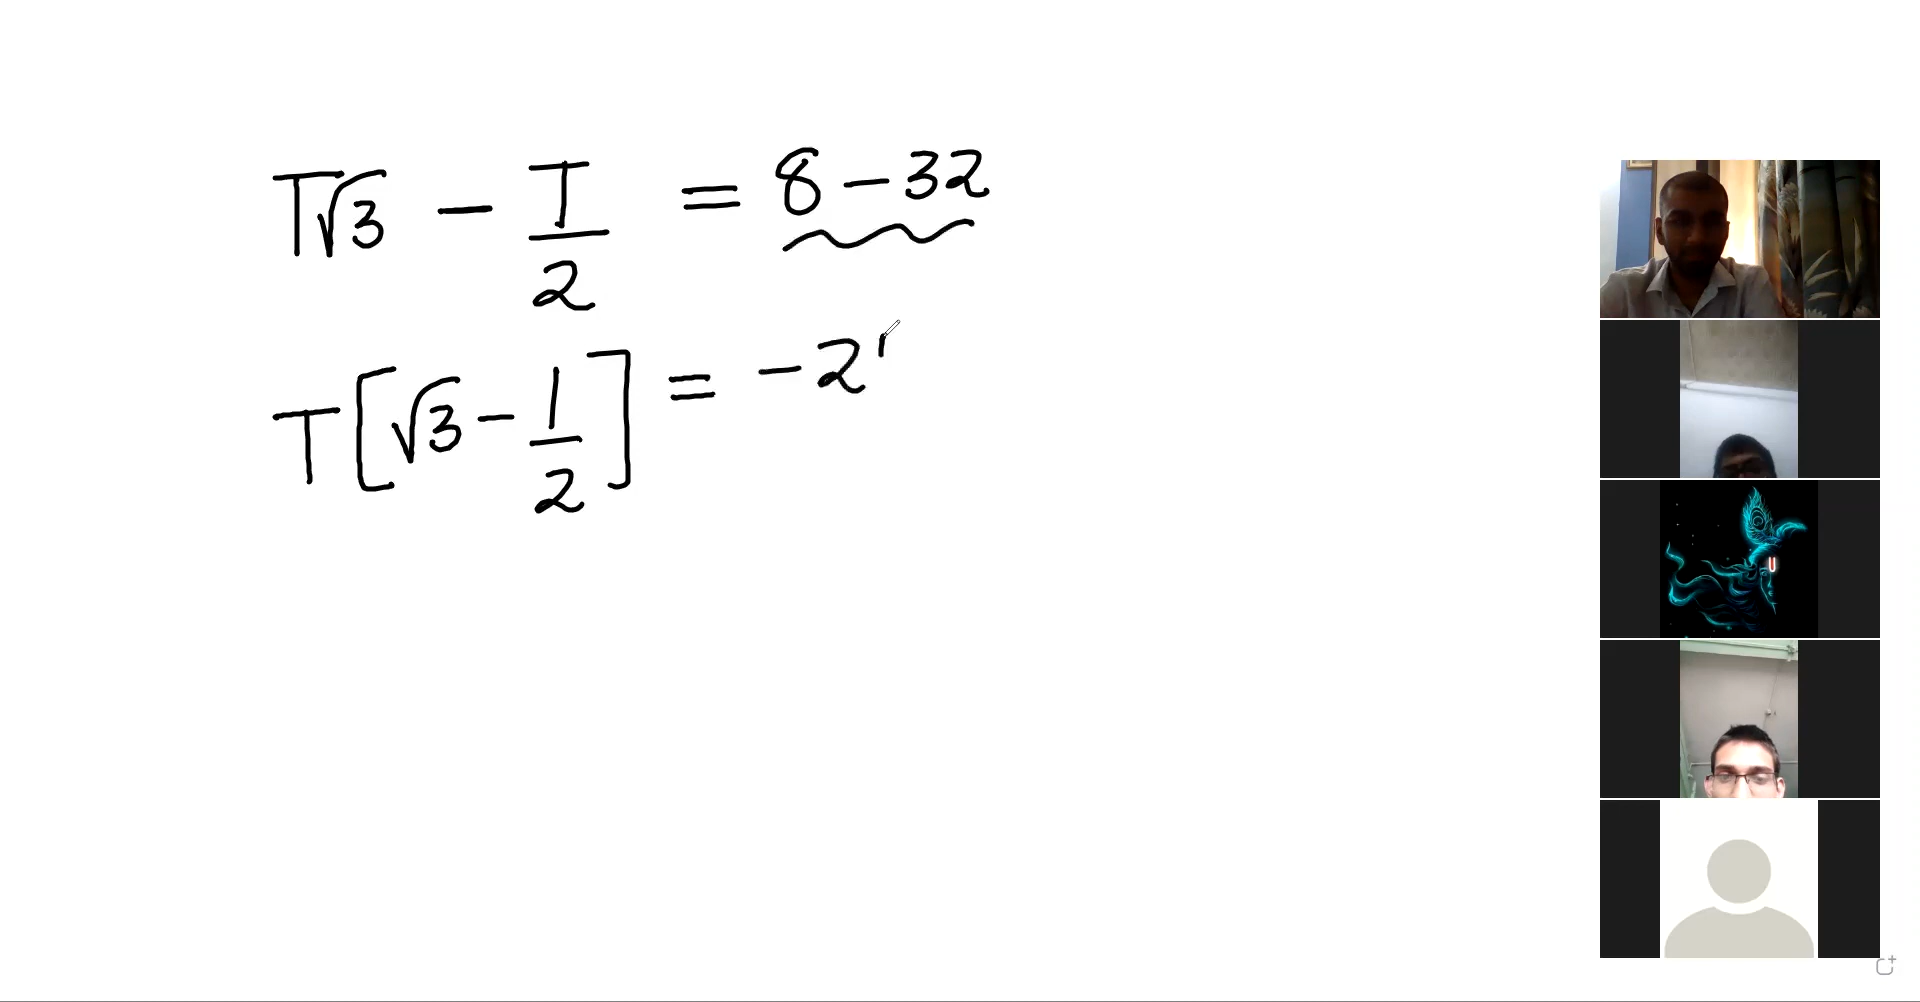 T√3 − T/2 = 8 − 32
T[√3 − 1/2] = −2